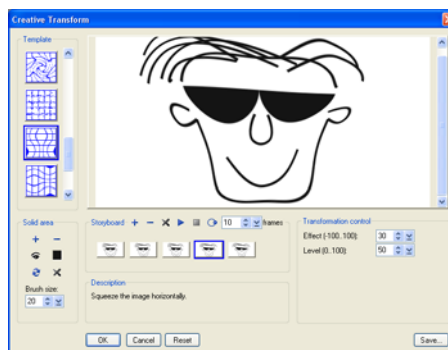 Creative Transform
Template
Solid area
Brush size:
20
Storyboard
10
frames
Transformation control
Effect (-100..100):
30
Level (0..100):
50
Description
Squeeze the image horizontally.
OK
Cancel
Reset
Save...